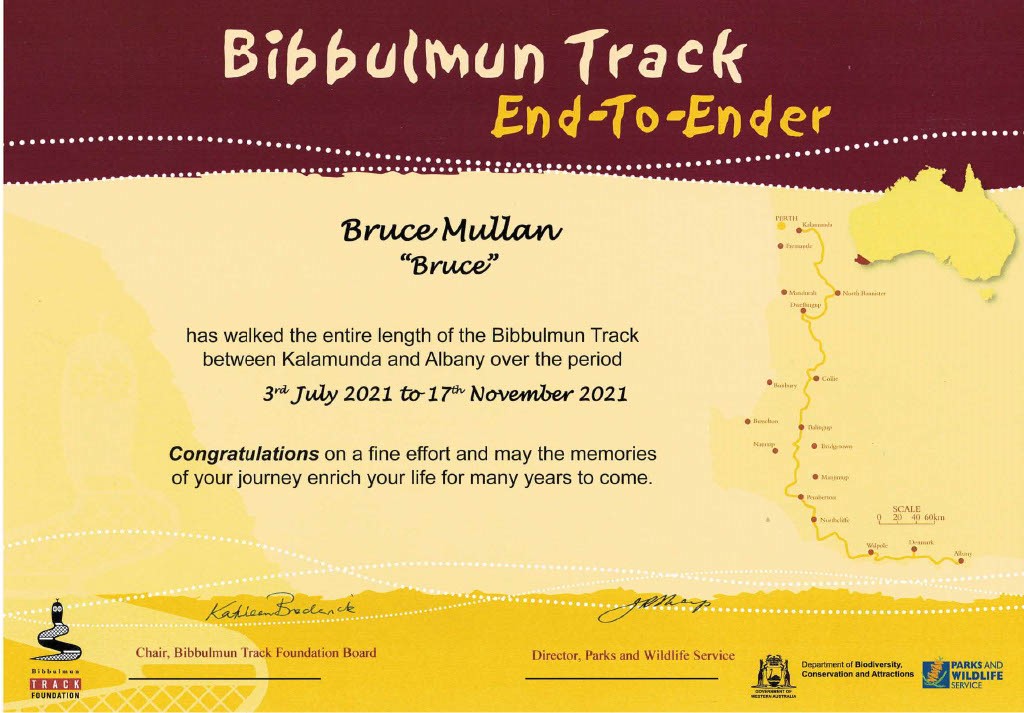 Bibbulmun Track
End-To-Ender
Bruce Mullan
“Bruce”
has walked the entire length of the Bibbulmun Track
between Kalamunda and Albany over the period
3rd July 2021 to 17th November 2021
Congratulations on a fine effort and may the memories
of your journey enrich your life for many years to come.
PERTH
Kalamunda
Fremantle
Mandurah
North Bannister
Dwellingup
Collie
Bunbury
Busselton
Balingup
Nannup
Bridgetown
Manjimup
Pemberton
Northcliffe
SCALE
0 20 40 60km
Walpole
Denmark
Albany
Kathleen Broderick
Chair, Bibbulmun Track Foundation Board
Director, Parks and Wildlife Service
Bibbulmun
TRACK
FOUNDATION
GOVERNMENT OF
WESTERN AUSTRALIA
Department of Biodiversity,
Conservation and Attractions
PARKS AND
WILDLIFE
SERVICE